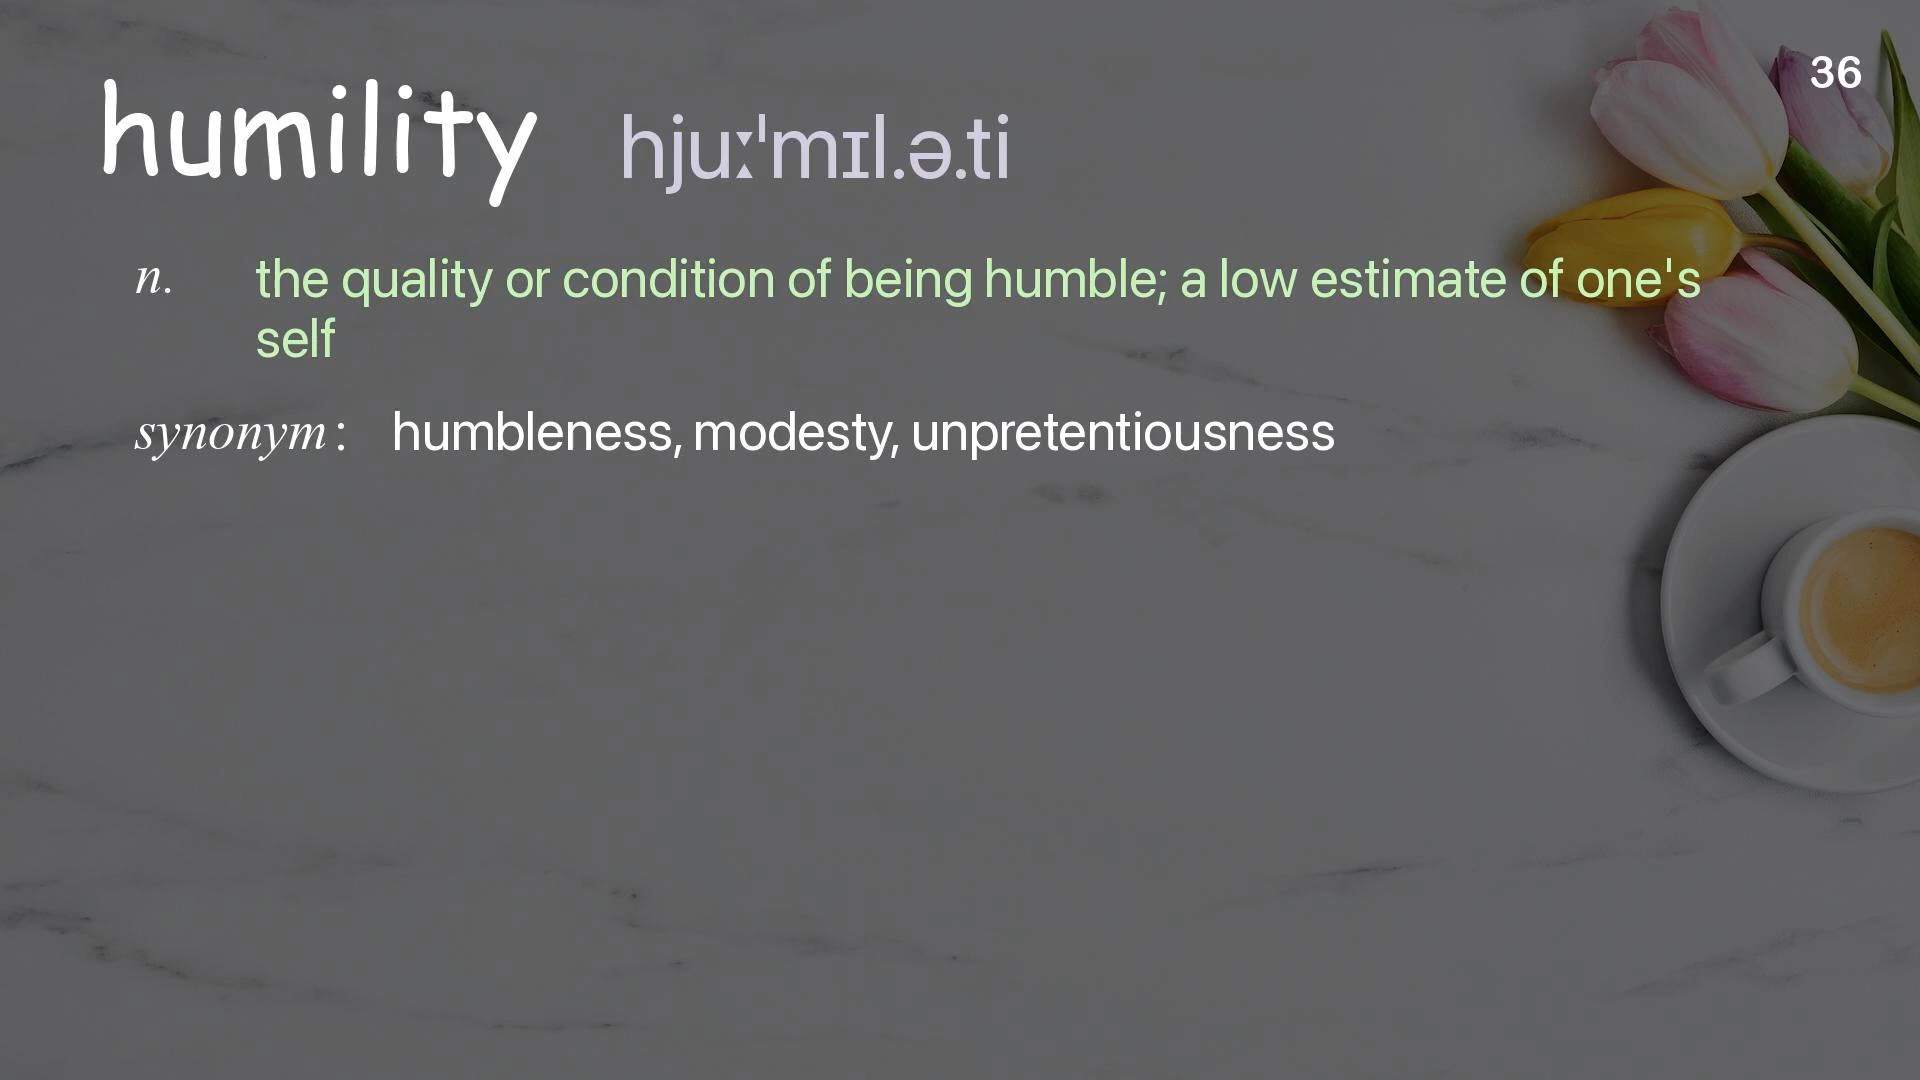 36
humility hjuːˈmɪl.ə.ti
n. the quality or condition of being humble; a low estimate of one's
self
synonym: humbleness, modesty, unpretentiousness